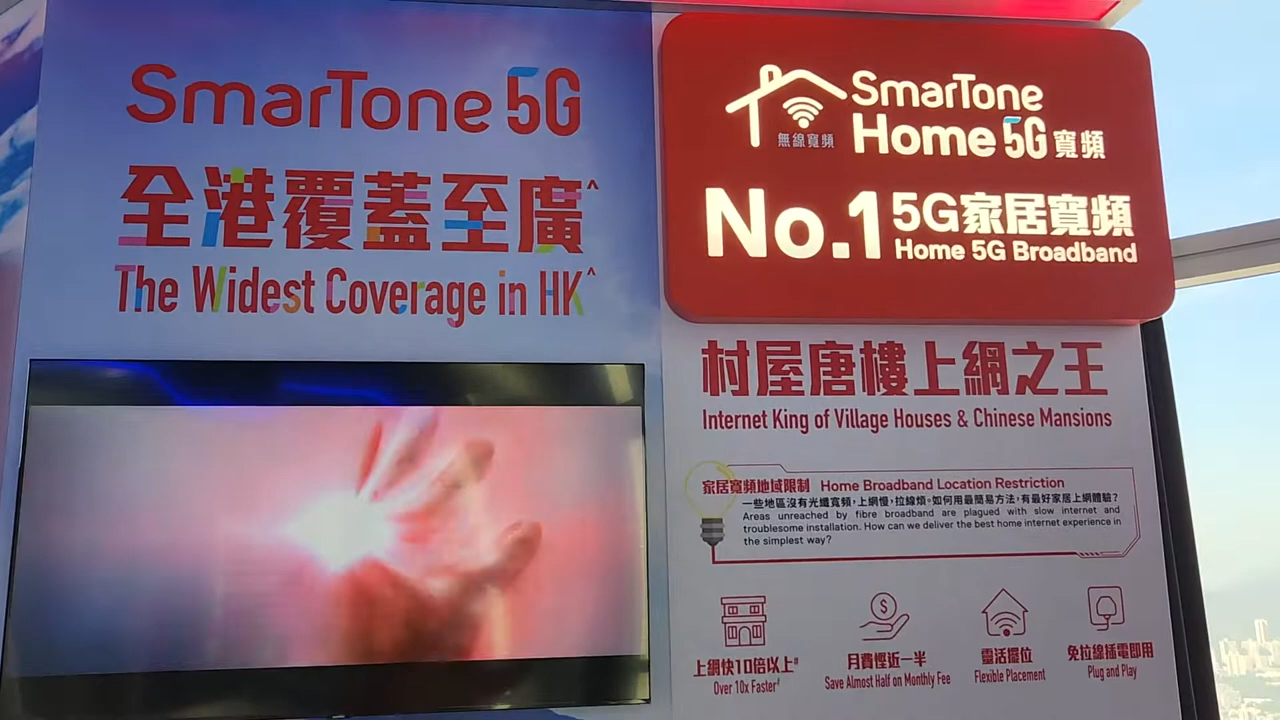 SmarTone 5G
全港覆蓋至廣^
The Widest Coverage in HK^
無線寬頻
SmarTone
Home 5G 寬頻
No.1 5G家居寬頻
Home 5G Broadband
村屋唐樓上網之王
Internet King of Village Houses & Chinese Mansions
家居寬頻地域限制 Home Broadband Location Restriction
一些地區沒有光纖寬頻，上網慢，拉線煩。如何用最簡易方法，有最好家居上網體驗？
Areas unreached by fibre broadband are plagued with slow internet and
troublesome installation. How can we deliver the best home internet experience in
the simplest way?
上網快10倍以上#
Over 10x Faster#
月費慳近一半
Save Almost Half on Monthly Fee
靈活擺位
Flexible Placement
免拉線插電即用
Plug and Play